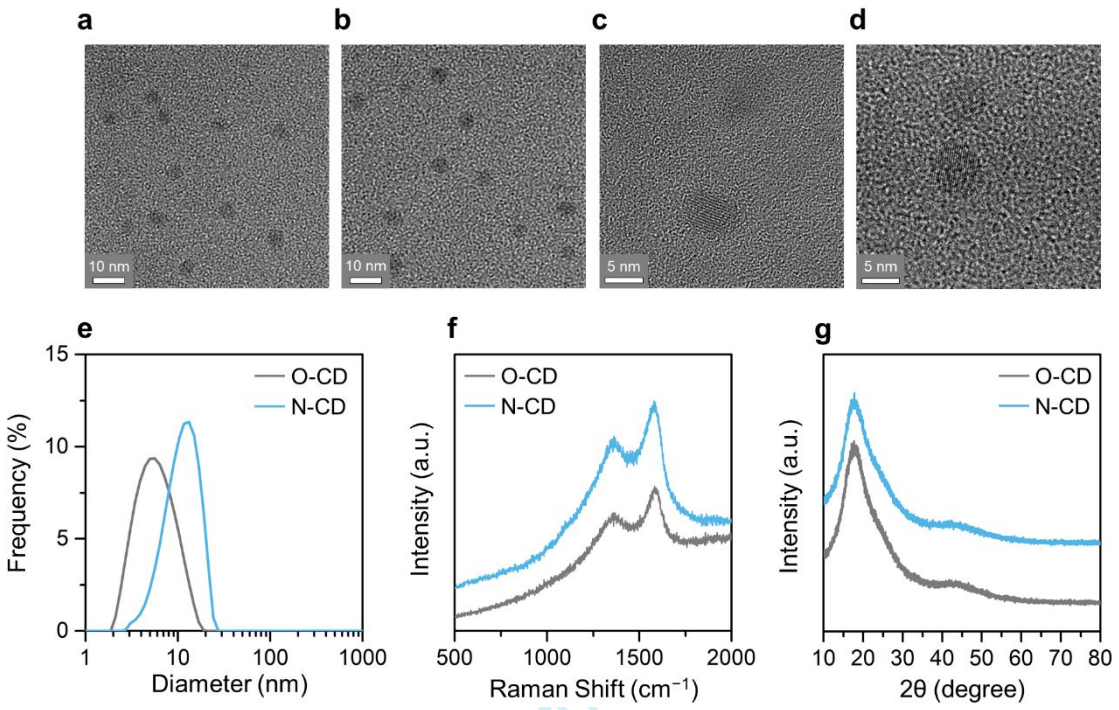 a
b
c
d
10 nm
10 nm
5 nm
5 nm
e
15
10
5
0
Frequency (%)
O-CD
N-CD
1
10
100
1000
Diameter (nm)
f
Intensity (a.u.)
O-CD
N-CD
500
1000
1500
2000
Raman Shift (cm⁻¹)
g
Intensity (a.u.)
O-CD
N-CD
10 20 30 40 50 60 70 80
2θ (degree)